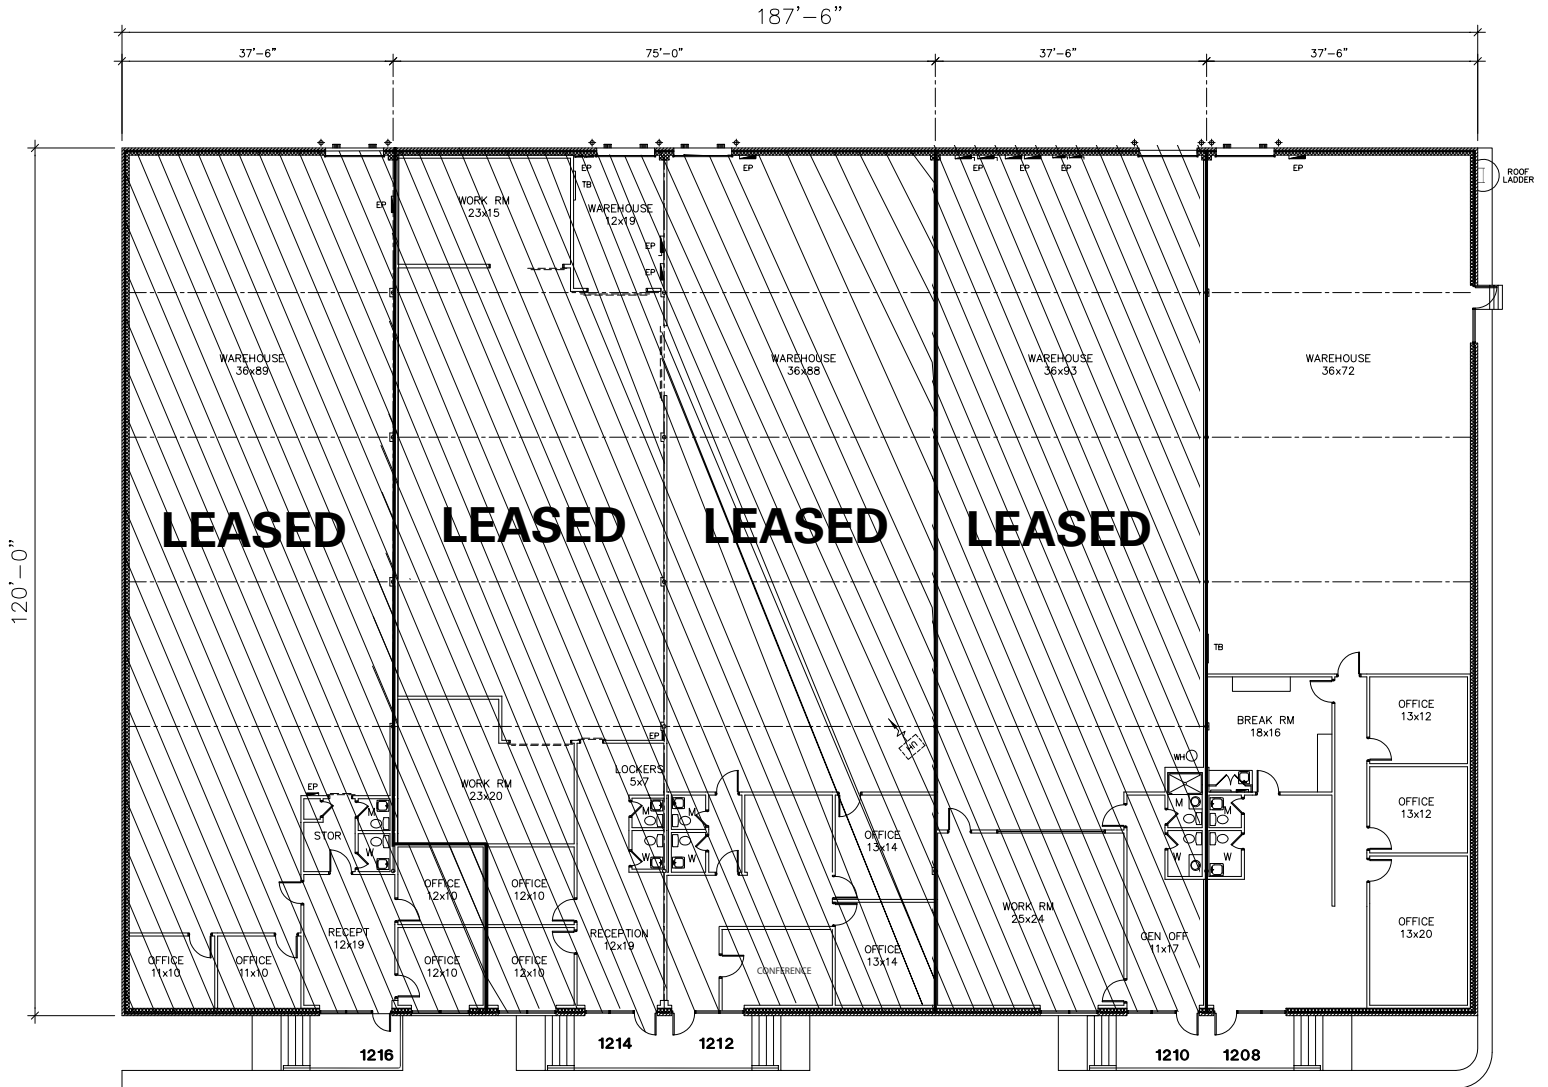 187'-6"
37'-6"
75'-0"
37'-6"
37'-6"
120'-0"
ROOF
LADDER
EP
EP
TB
EP
EP
EP
EP
EP
EP
EP
EP
WORK RM
23x15
WAREHOUSE
12x19
WAREHOUSE
36x89
WAREHOUSE
36x88
WAREHOUSE
36x93
WAREHOUSE
36x72
LEASED
LEASED
LEASED
LEASED
TB
OFFICE
13x12
BREAK RM
18x16
EP
WH
LOCKERS
5x7
WORK RM
23x20
EP
M
M
M
M
M
STOR
W
W
W
W
W
OFFICE
13x14
OFFICE
13x12
OFFICE
12x10
OFFICE
12x10
WORK RM
25x24
OFFICE
13x20
RECEPT
12x19
RECEPTION
12x19
GEN OFF
11x17
OFFICE
13x14
OFFICE
11x10
OFFICE
11x10
OFFICE
12x10
OFFICE
12x10
CONFERENCE
1216
1214
1212
1210
1208